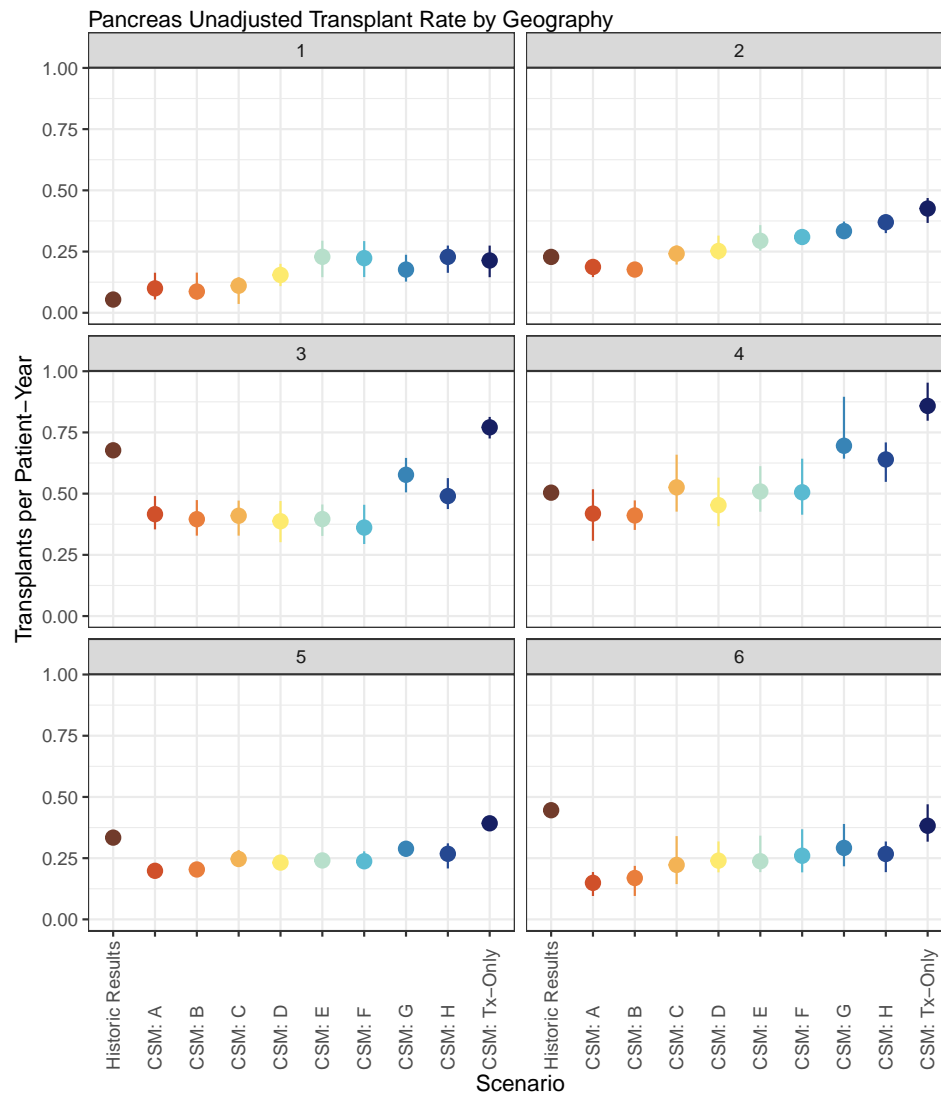 Pancreas Unadjusted Transplant Rate by Geography
1
2
1.00
0.75
0.50
0.25
0.00
3
4
1.00
0.75
0.50
0.25
0.00
5
6
1.00
0.75
0.50
0.25
0.00
Transplants per Patient−Year
Historic Results
CSM: A
CSM: B
CSM: C
CSM: D
CSM: E
CSM: F
CSM: G
CSM: H
CSM: Tx−Only
Historic Results
CSM: A
CSM: B
CSM: C
CSM: D
CSM: E
CSM: F
CSM: G
CSM: H
CSM: Tx−Only
Scenario